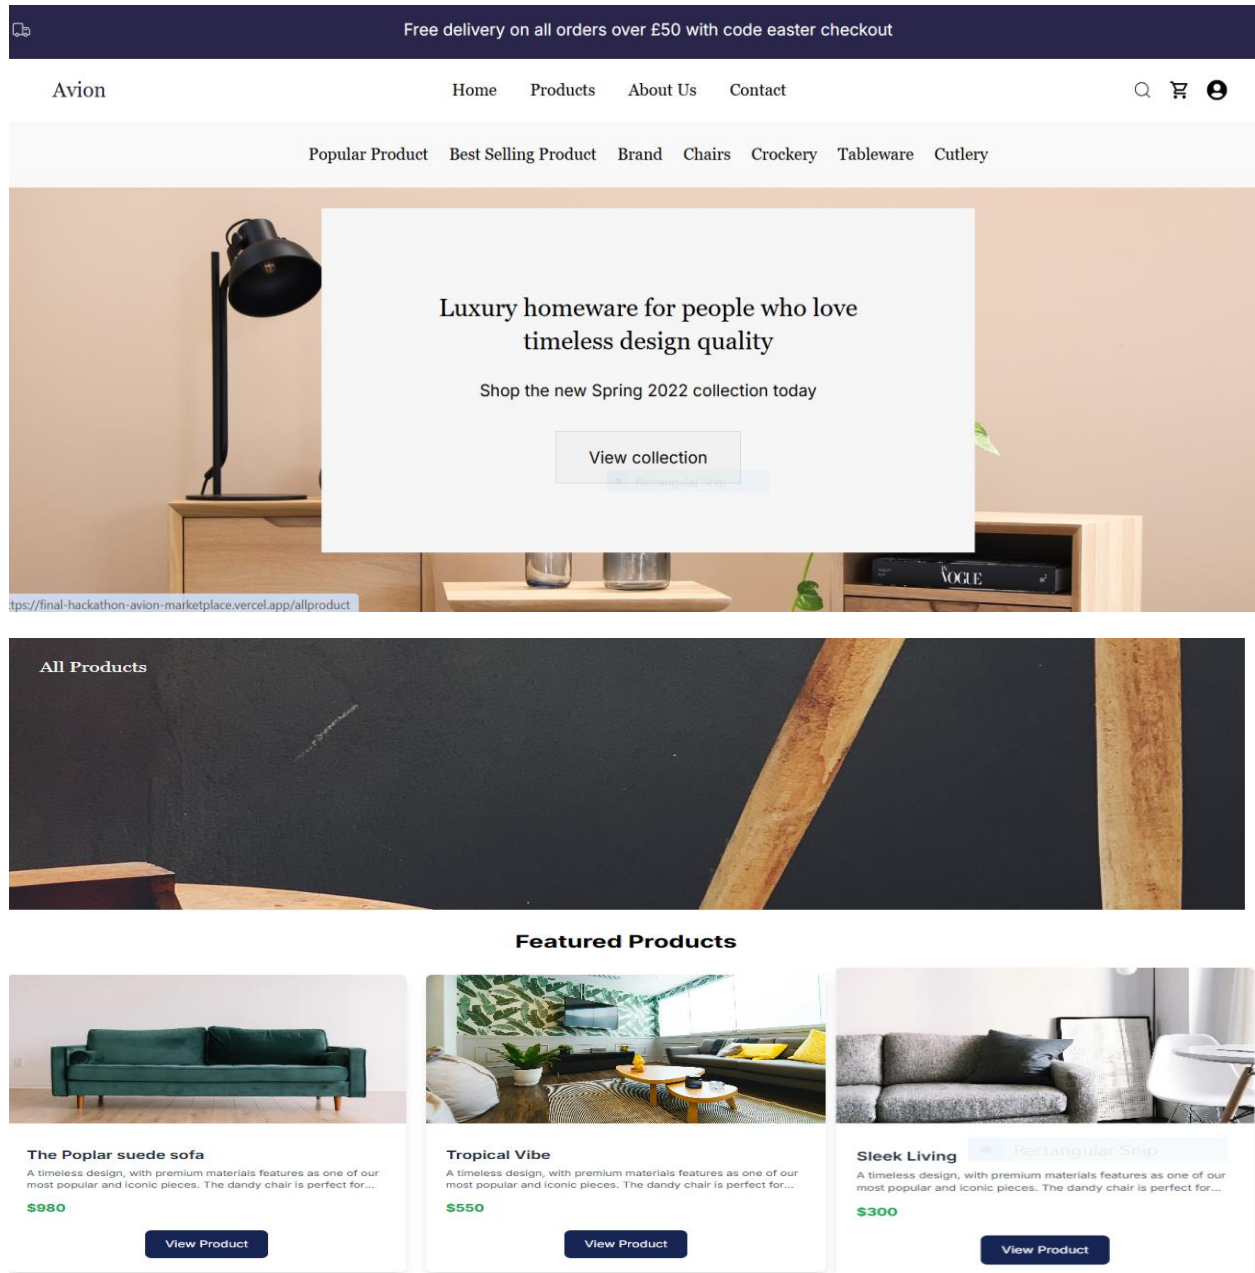 Free delivery on all orders over £50 with code easter checkout
Avion
Home Products About Us Contact
Popular Product Best Selling Product Brand Chairs Crockery Tableware Cutlery
Luxury homeware for people who love
timeless design quality
Shop the new Spring 2022 collection today
View collection
Rectangular Snip
VOGUE
tps://final-hackathon-avion-marketplace.vercel.app/allproduct
All Products
Featured Products
The Poplar suede sofa
A timeless design, with premium materials features as one of our
most popular and iconic pieces. The dandy chair is perfect for...
$980
View Product
Tropical Vibe
A timeless design, with premium materials features as one of our
most popular and iconic pieces. The dandy chair is perfect for...
$550
View Product
Sleek Living
Rectangular Snip
A timeless design, with premium materials features as one of our
most popular and iconic pieces. The dandy chair is perfect for...
$300
View Product